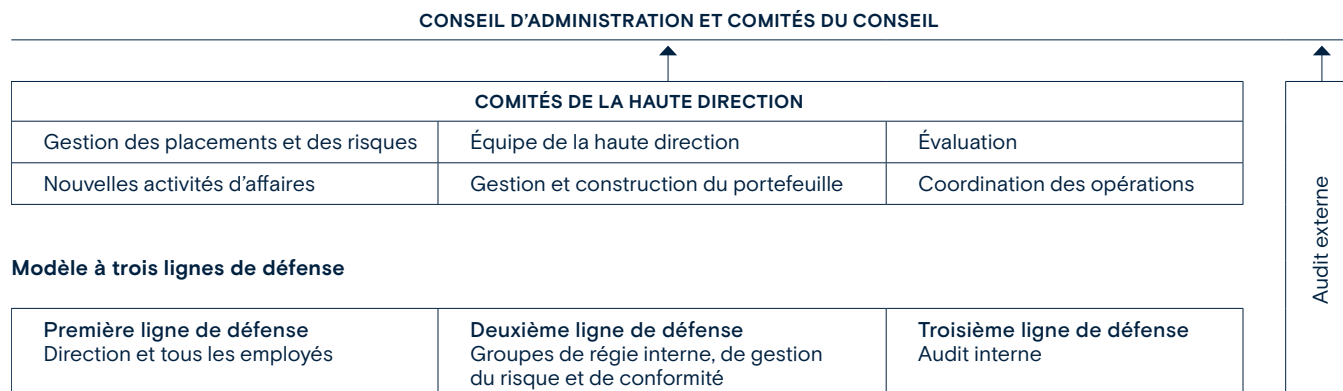 CONSEIL D’ADMINISTRATION ET COMITÉS DU CONSEIL
COMITÉS DE LA HAUTE DIRECTION
Gestion des placements et des risques
Équipe de la haute direction
Évaluation
Nouvelles activités d’affaires
Gestion et construction du portefeuille
Coordination des opérations
Audit externe
Modèle à trois lignes de défense
Première ligne de défense
Direction et tous les employés
Deuxième ligne de défense
Groupes de régie interne, de gestion
du risque et de conformité
Troisième ligne de défense
Audit interne